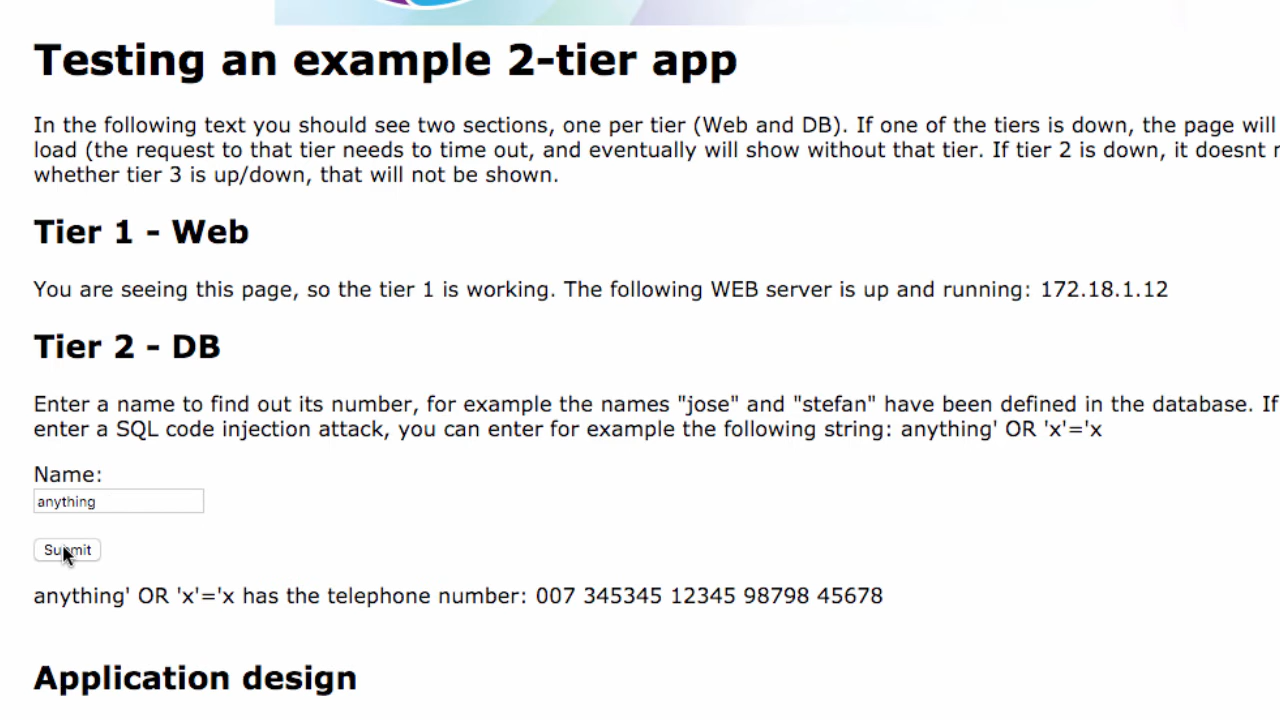 Testing an example 2-tier app
In the following text you should see two sections, one per tier (Web and DB). If one of the tiers is down, the page will
load (the request to that tier needs to time out, and eventually will show without that tier. If tier 2 is down, it doesnt
whether tier 3 is up/down, that will not be shown.
Tier 1 - Web
You are seeing this page, so the tier 1 is working. The following WEB server is up and running: 172.18.1.12
Tier 2 - DB
Enter a name to find out its number, for example the names "jose" and "stefan" have been defined in the database. If
enter a SQL code injection attack, you can enter for example the following string: anything' OR 'x'='x
Name:
anything
Submit
anything' OR 'x'='x has the telephone number: 007 345345 12345 98798 45678
Application design